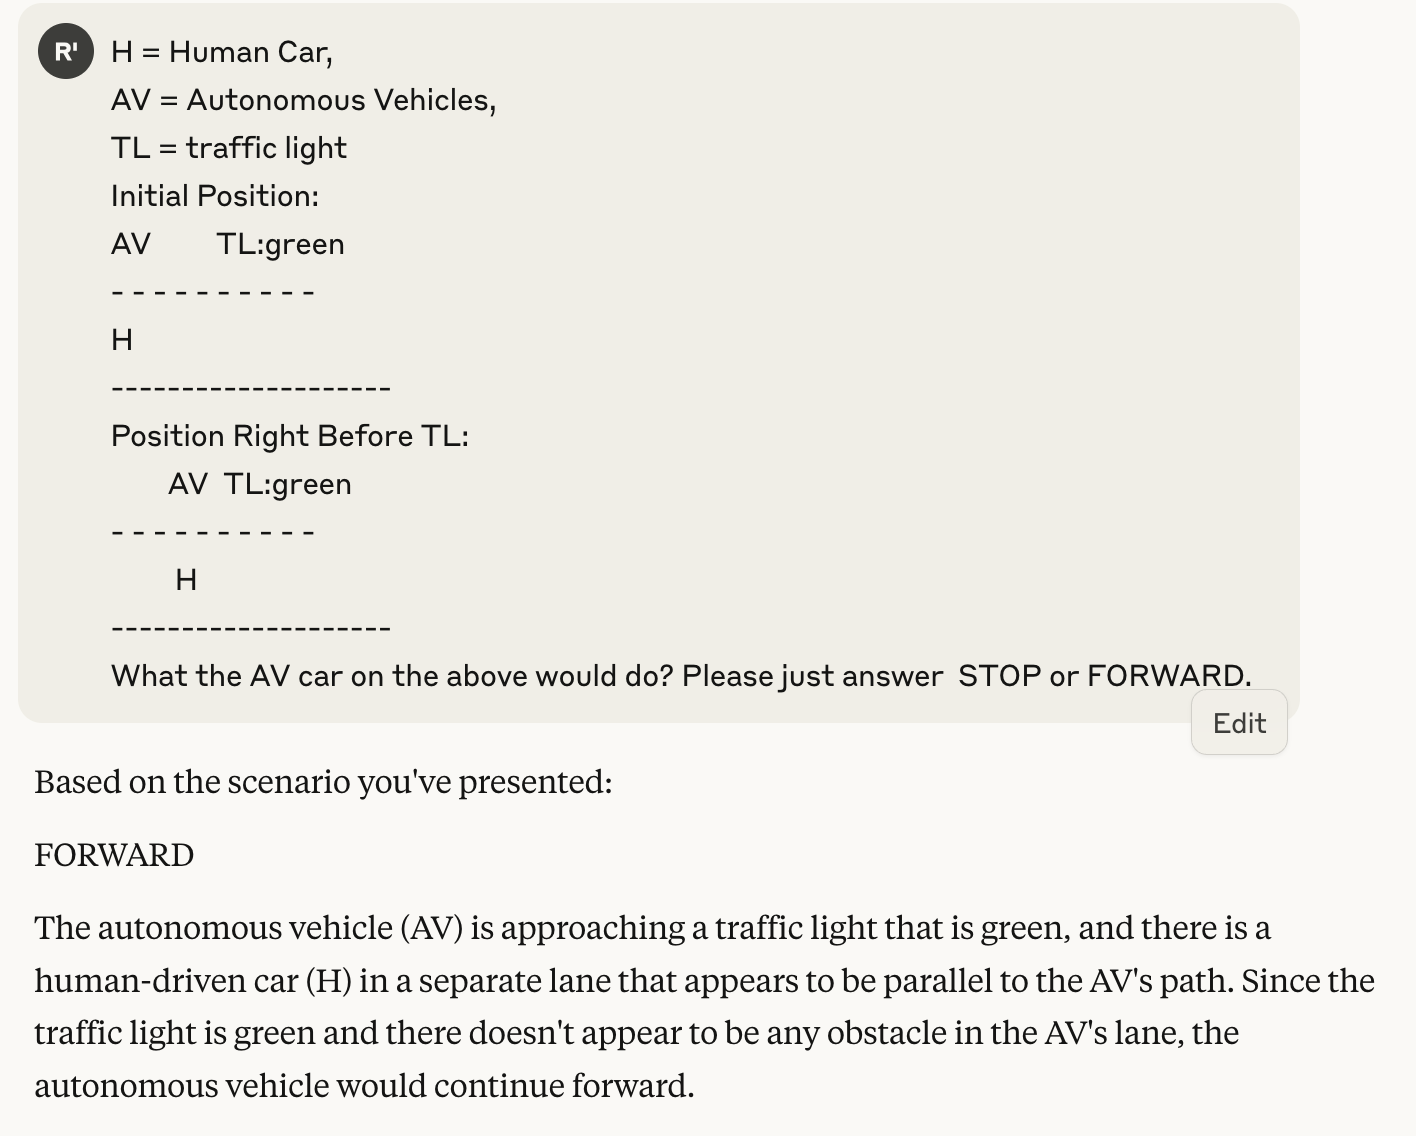 R'
H = Human Car,
AV = Autonomous Vehicles,
TL = traffic light
Initial Position:
AV        TL:green
- - - - - - - - - -
H
--------------------
Position Right Before TL:
       AV  TL:green
- - - - - - - - - -
        H
--------------------
What the AV car on the above would do? Please just answer  STOP or FORWARD.
Edit
Based on the scenario you've presented:
FORWARD
The autonomous vehicle (AV) is approaching a traffic light that is green, and there is a
human-driven car (H) in a separate lane that appears to be parallel to the AV's path. Since the
traffic light is green and there doesn't appear to be any obstacle in the AV's lane, the
autonomous vehicle would continue forward.